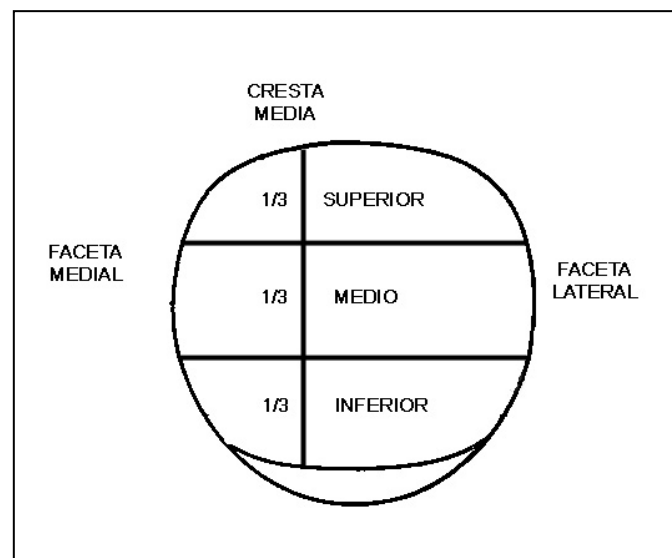 CRESTA
MEDIA
1/3 SUPERIOR
FACETA
MEDIAL
1/3 MEDIO
FACETA
LATERAL
1/3 INFERIOR